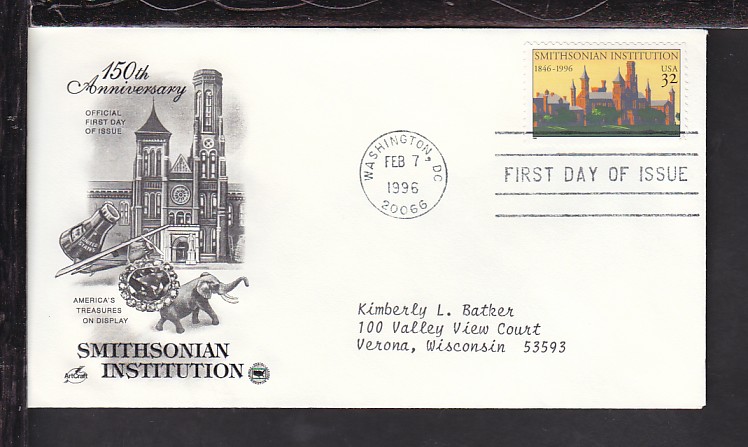 150th
Anniversary
OFFICIAL
FIRST DAY
OF ISSUE
UNITED
STATES
AMERICA'S
TREASURES
ON DISPLAY
SMITHSONIAN
INSTITUTION
ArtCraft
WASHINGTON, DC
FEB 7
1996
20066
SMITHSONIAN INSTITUTION
1846-1996
USA
32
FIRST DAY OF ISSUE
Kimberly L. Batker
100 Valley View Court
Verona, Wisconsin 53593